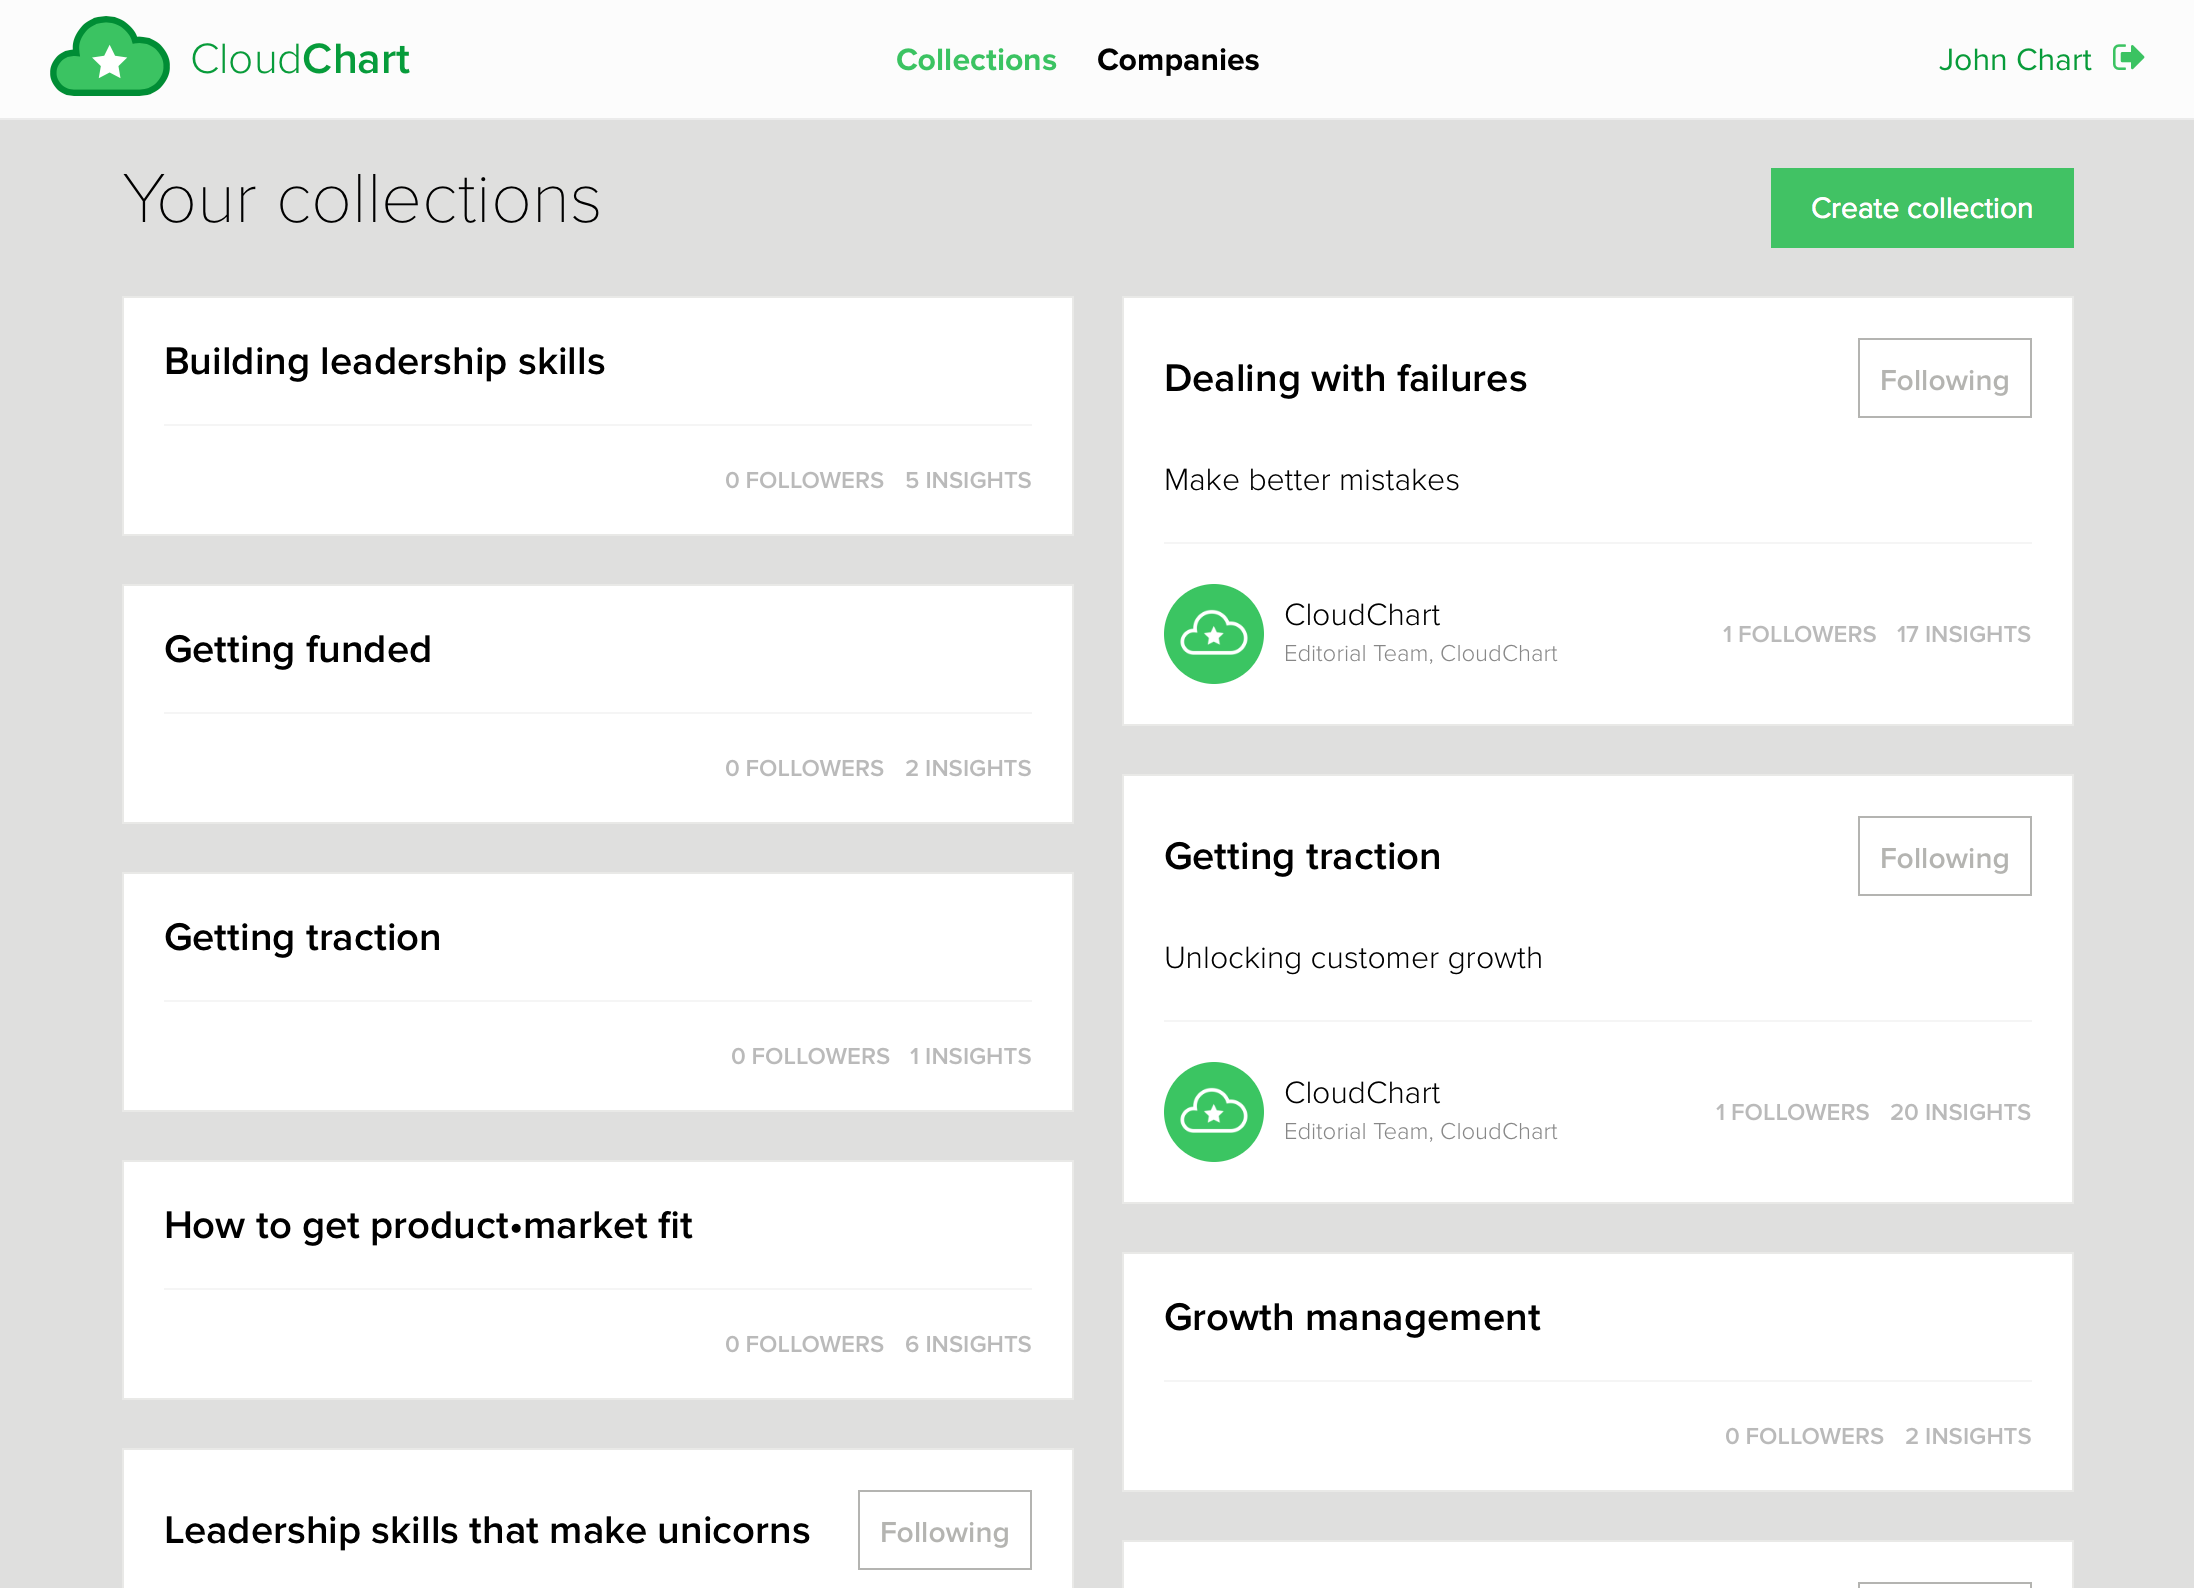 CloudChart
Collections Companies
John Chart
Your collections
Create collection
Building leadership skills
0 FOLLOWERS 5 INSIGHTS
Getting funded
0 FOLLOWERS 2 INSIGHTS
Getting traction
0 FOLLOWERS 1 INSIGHTS
How to get product•market fit
0 FOLLOWERS 6 INSIGHTS
Leadership skills that make unicorns
Following
Dealing with failures
Following
Make better mistakes
CloudChart
Editorial Team, CloudChart
1 FOLLOWERS 17 INSIGHTS
Getting traction
Following
Unlocking customer growth
CloudChart
Editorial Team, CloudChart
1 FOLLOWERS 20 INSIGHTS
Growth management
0 FOLLOWERS 2 INSIGHTS